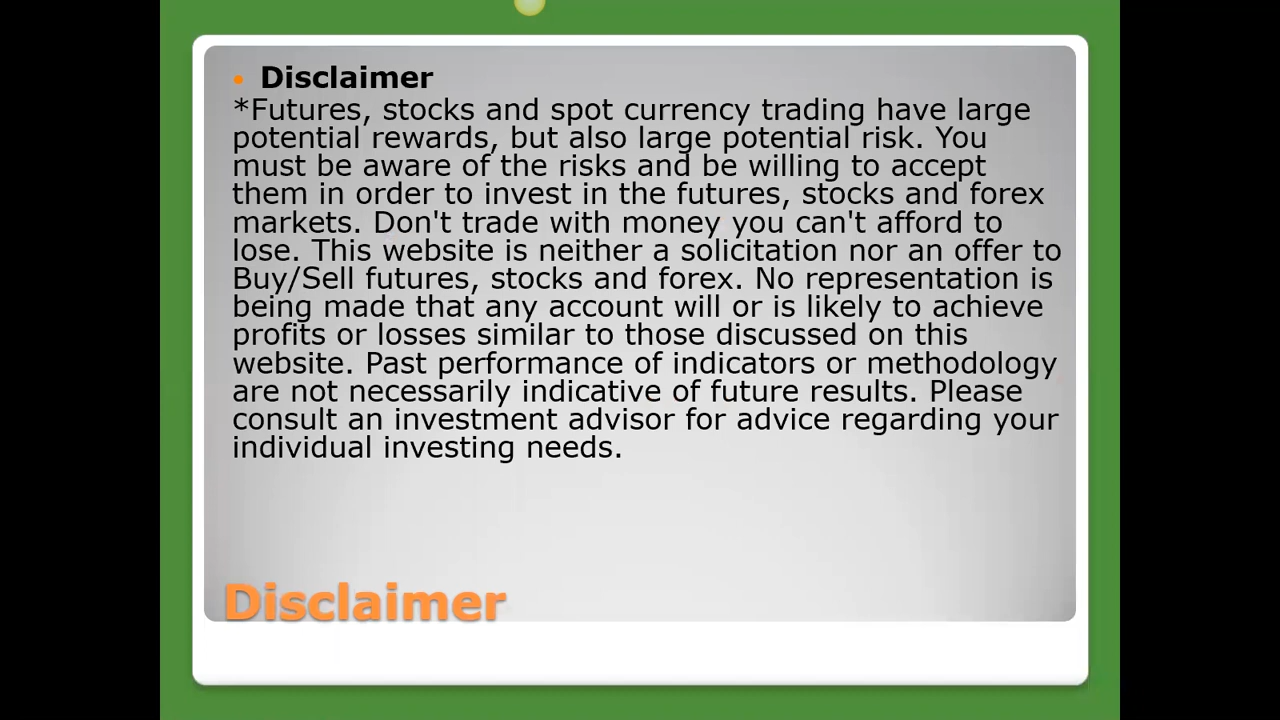 Disclaimer
*Futures, stocks and spot currency trading have large
potential rewards, but also large potential risk. You
must be aware of the risks and be willing to accept
them in order to invest in the futures, stocks and forex
markets. Don't trade with money you can't afford to
lose. This website is neither a solicitation nor an offer to
Buy/Sell futures, stocks and forex. No representation is
being made that any account will or is likely to achieve
profits or losses similar to those discussed on this
website. Past performance of indicators or methodology
are not necessarily indicative of future results. Please
consult an investment advisor for advice regarding your
individual investing needs.
Disclaimer